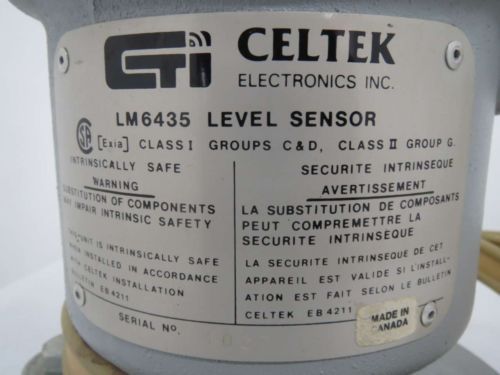 CTI CELTEK
ELECTRONICS INC.
LM6435 LEVEL SENSOR
[Exia] CLASS I GROUPS C&D, CLASS II GROUP G.
INTRINSICALLY SAFE
WARNING
SUBSTITUTION OF COMPONENTS
MAY IMPAIR INTRINSIC SAFETY
THIS UNIT IS INTRINSICALLY SAFE
WHEN INSTALLED IN ACCORDANCE
WITH CELTEK INSTALLATION
BULLETIN EB4211
SECURITE INTRINSEQUE
AVERTISSEMENT
LA SUBSTITUTION DE COMPOSANTS
PEUT COMPREMETTRE LA
SECURITE INTRINSEQUE
LA SECURITE INTRINSEQUE DE CET
APPAREIL EST VALIDE SI L'INSTALL-
ATION EST FAIT SELON LE BULLETIN
CELTEK EB4211
SERIAL No.
MADE IN
CANADA